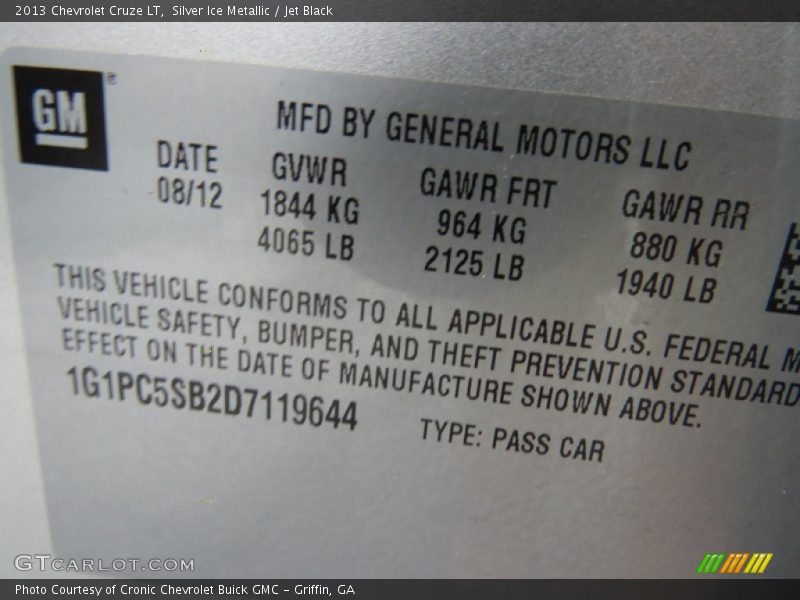 2013 Chevrolet Cruze LT, Silver Ice Metallic / Jet Black
GM®
MFD BY GENERAL MOTORS LLC
DATE GVWR GAWR FRT GAWR RR
08/12 1844 KG 964 KG 880 KG
4065 LB 2125 LB 1940 LB
THIS VEHICLE CONFORMS TO ALL APPLICABLE U.S. FEDERAL M
VEHICLE SAFETY, BUMPER, AND THEFT PREVENTION STANDARD
EFFECT ON THE DATE OF MANUFACTURE SHOWN ABOVE.
1G1PC5SB2D7119644 TYPE: PASS CAR
GTCARLOT.COM
Photo Courtesy of Cronic Chevrolet Buick GMC – Griffin, GA